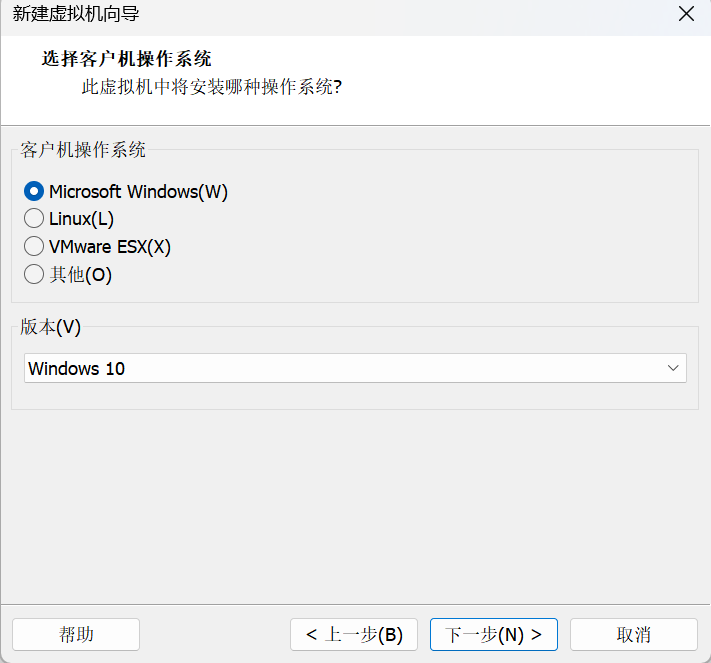 新建虚拟机向导
选择客户机操作系统
此虚拟机中将安装哪种操作系统?
客户机操作系统
Microsoft Windows(W)
Linux(L)
VMware ESX(X)
其他(O)
版本(V)
Windows 10
帮助
< 上一步(B)
下一步(N) >
取消